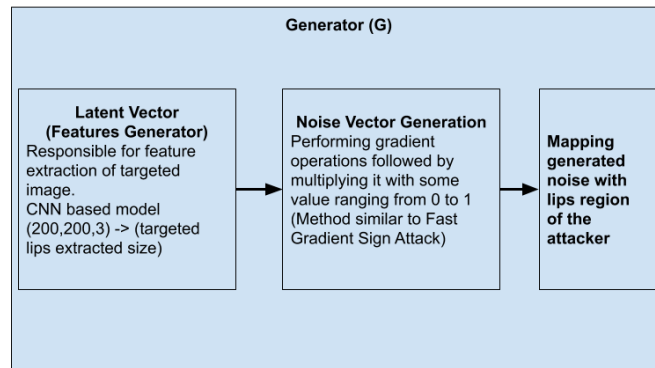 Generator (G)
Latent Vector
(Features Generator)
Responsible for feature
extraction of targeted
image.
CNN based model
(200,200,3) -> (targeted
lips extracted size)
Noise Vector Generation
Performing gradient
operations followed by
multiplying it with some
value ranging from 0 to 1
(Method similar to Fast
Gradient Sign Attack)
Mapping
generated
noise with
lips region
of the
attacker